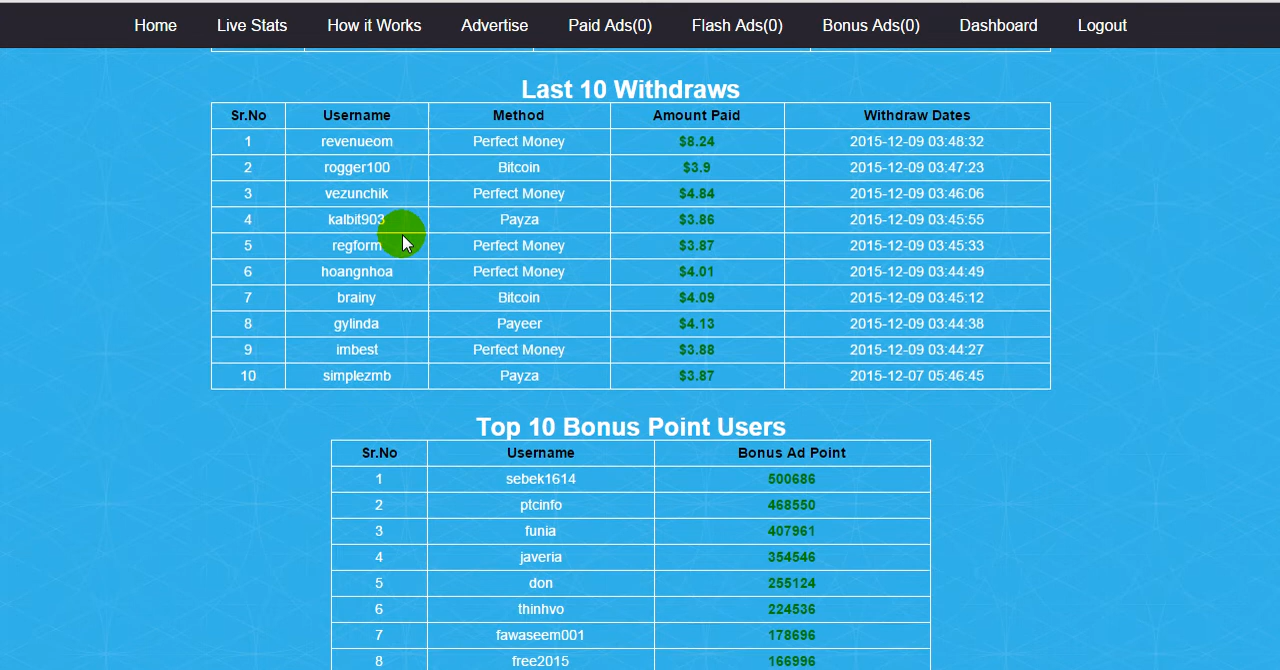 Home Live Stats How it Works Advertise Paid Ads(0) Flash Ads(0) Bonus Ads(0) Dashboard Logout
Last 10 Withdraws
Sr.No Username Method Amount Paid Withdraw Dates
1 revenueom Perfect Money $8.24 2015-12-09 03:48:32
2 rogger100 Bitcoin $3.9 2015-12-09 03:47:23
3 vezunchik Perfect Money $4.84 2015-12-09 03:46:06
4 kalbit903 Payza $3.86 2015-12-09 03:45:55
5 regform Perfect Money $3.87 2015-12-09 03:45:33
6 hoangnhoa Perfect Money $4.01 2015-12-09 03:44:49
7 brainy Bitcoin $4.09 2015-12-09 03:45:12
8 gylinda Payeer $4.13 2015-12-09 03:44:38
9 imbest Perfect Money $3.88 2015-12-09 03:44:27
10 simplezmb Payza $3.87 2015-12-07 05:46:45
Top 10 Bonus Point Users
Sr.No Username Bonus Ad Point
1 sebek1614 500686
2 ptcinfo 468550
3 funia 407961
4 javeria 354546
5 don 255124
6 thinhvo 224536
7 fawaseem001 178696
8 free2015 166996